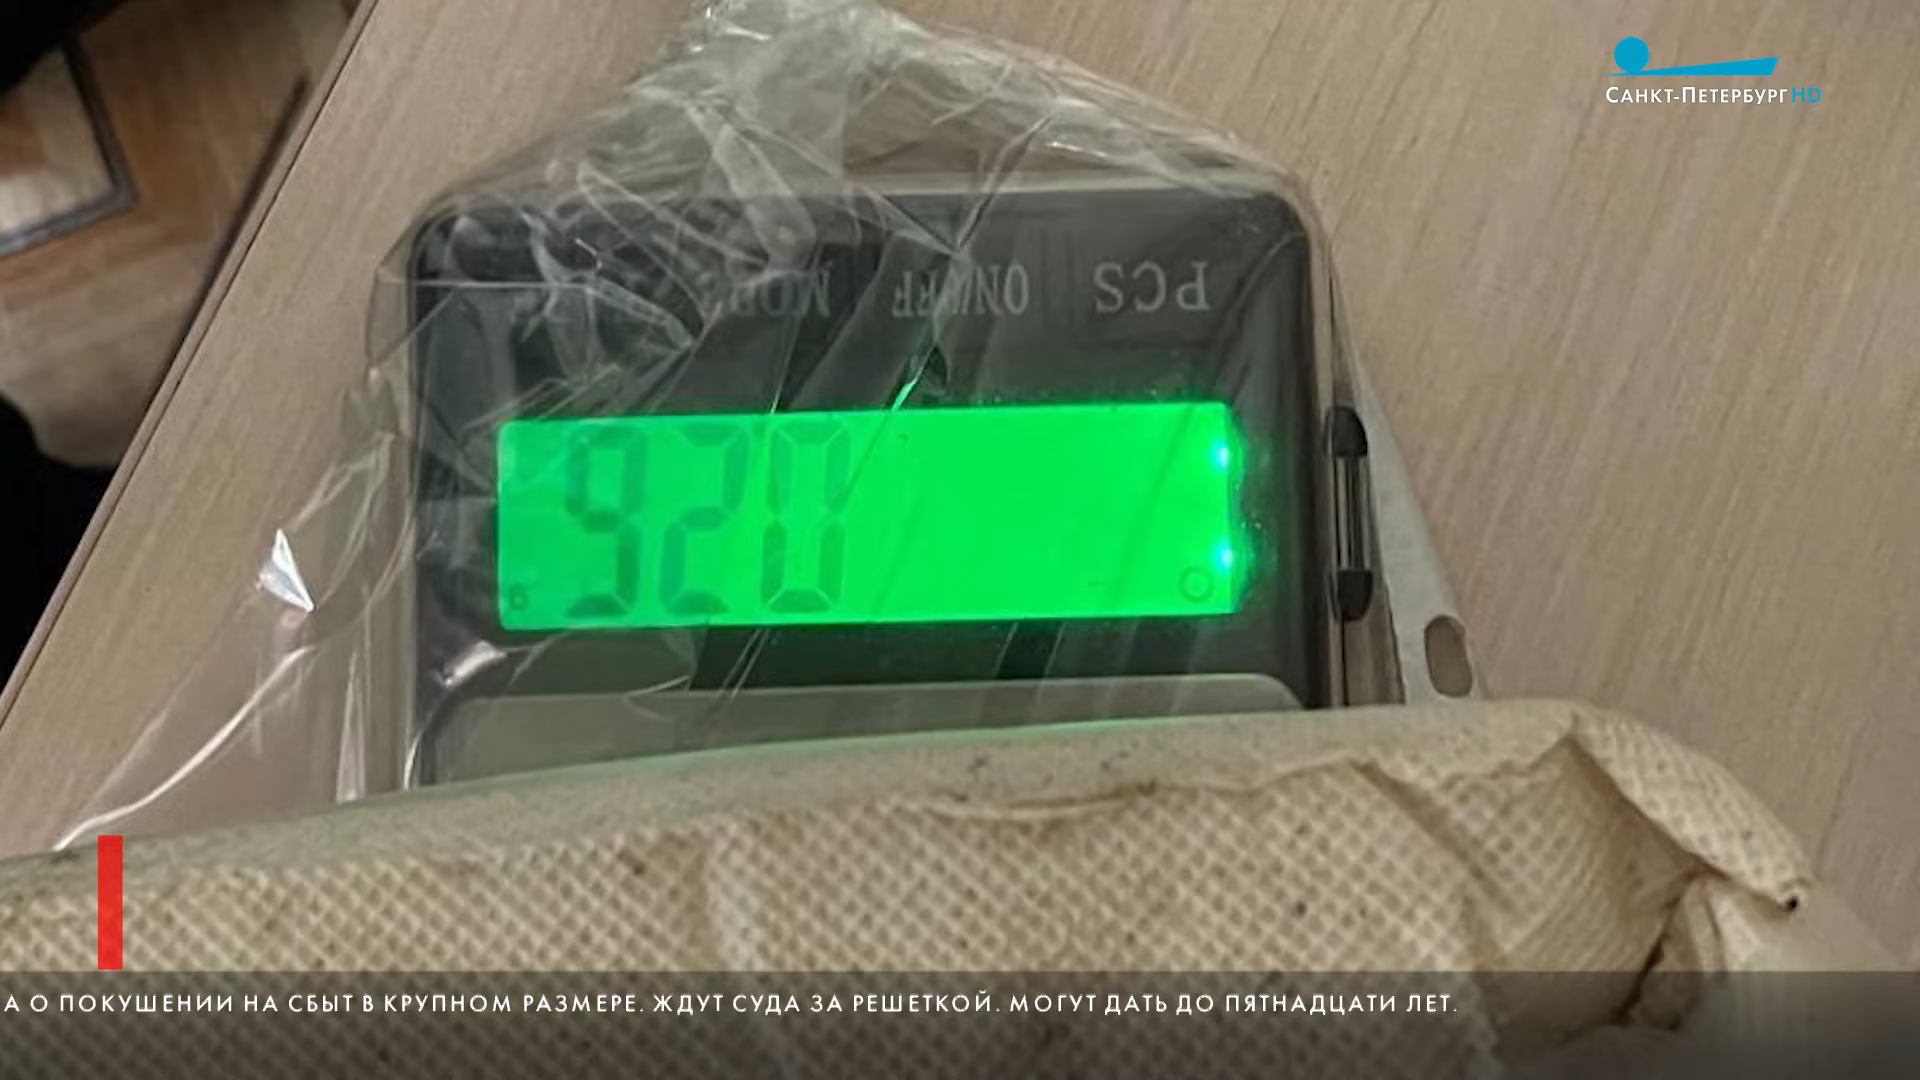 САНКТ-ПЕТЕРБУРГ HD
PCS ON/OFF MODE
026
А О ПОКУШЕНИИ НА СБЫТ В КРУПНОМ РАЗМЕРЕ. ЖДУТ СУДА ЗА РЕШЕТКОЙ. МОГУТ ДАТЬ ДО ПЯТНАДЦАТИ ЛЕТ.